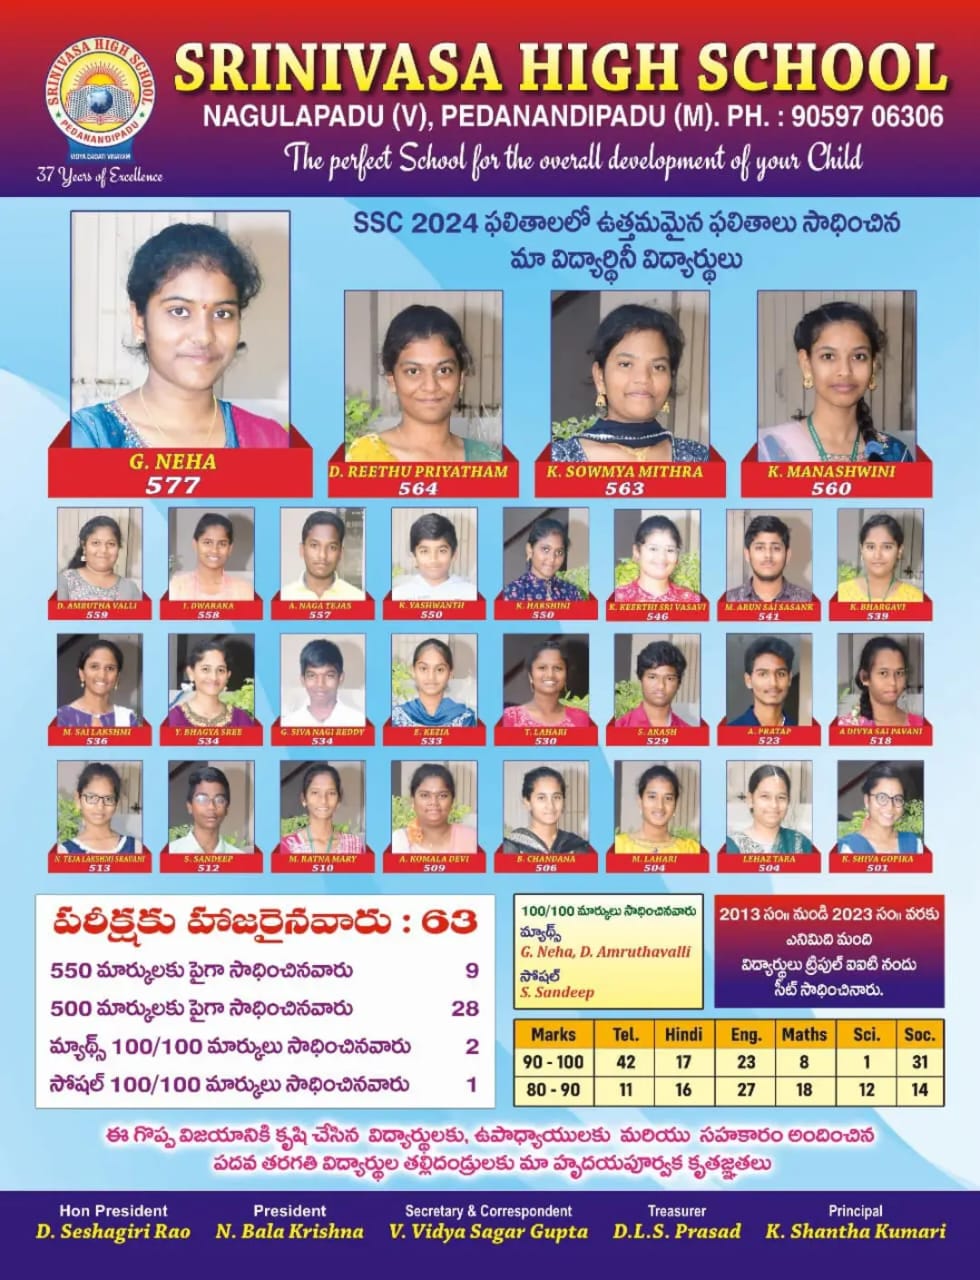 SRINIVASA HIGH SCHOOL
PEDANANDIPADU
VIDYA DADATI VINAYAM
37 Years of Excellence
SRINIVASA HIGH SCHOOL
NAGULAPADU (V), PEDANANDIPADU (M). PH. : 90597 06306
The perfect School for the overall development of your Child
SSC 2024 ఫలితాలలో ఉత్తమమైన ఫలితాలు సాధించిన
మా విద్యార్థినీ విద్యార్థులు
G. NEHA
577
D. REETHU PRIYATHAM
564
K. SOWMYA MITHRA
563
K. MANASHWINI
560
D. AMRUTHA VALLI
559
I. DWARAKA
558
A. NAGA TEJAS
557
K. YASHWANTH
550
K. HARSHINI
550
K. KEERTHI SRI VASAVI
546
M. ARUN SAI SASANK
541
K. BHARGAVI
539
M. SAI LAKSHMI
536
Y. BHAGYA SREE
534
G. SIVA NAGI REDDY
534
E. KEZIA
533
T. LAHARI
530
S. AKASH
529
A. PRATAP
523
A DIVYA SAI PAVANI
518
N. TEJA LAKSHMI SRAVANI
513
S. SANDEEP
512
M. RATNA MARY
510
A. KOMALA DEVI
509
B. CHANDANA
506
M. LAHARI
504
LEHAZ TARA
504
K. SHIVA GOPIKA
501
పరీక్షకు హాజరైనవారు : 63
550 మార్కులకు పైగా సాధించినవారు 9
500 మార్కులకు పైగా సాధించినవారు 28
మ్యాథ్స్ 100/100 మార్కులు సాధించినవారు 2
సోషల్ 100/100 మార్కులు సాధించినవారు 1
100/100 మార్కులు సాధించినవారు
మ్యాథ్స్
G. Neha, D. Amruthavalli
సోషల్
S. Sandeep
2013 సం॥ నుండి 2023 సం॥ వరకు
ఎనిమిది మంది
విద్యార్థులు ట్రిపుల్ ఐఐటి నందు
సీట్ సాధించినారు.
Marks Tel. Hindi Eng. Maths Sci. Soc.
90 - 100 42 17 23 8 1 31
80 - 90 11 16 27 18 12 14
ఈ గొప్ప విజయానికి కృషి చేసిన విద్యార్థులకు, ఉపాధ్యాయులకు మరియు సహకారం అందించిన
పదవ తరగతి విద్యార్థుల తల్లిదండ్రులకు మా హృదయపూర్వక కృతజ్ఞతలు
Hon President President Secretary & Correspondent Treasurer Principal
D. Seshagiri Rao N. Bala Krishna V. Vidya Sagar Gupta D.L.S. Prasad K. Shantha Kumari